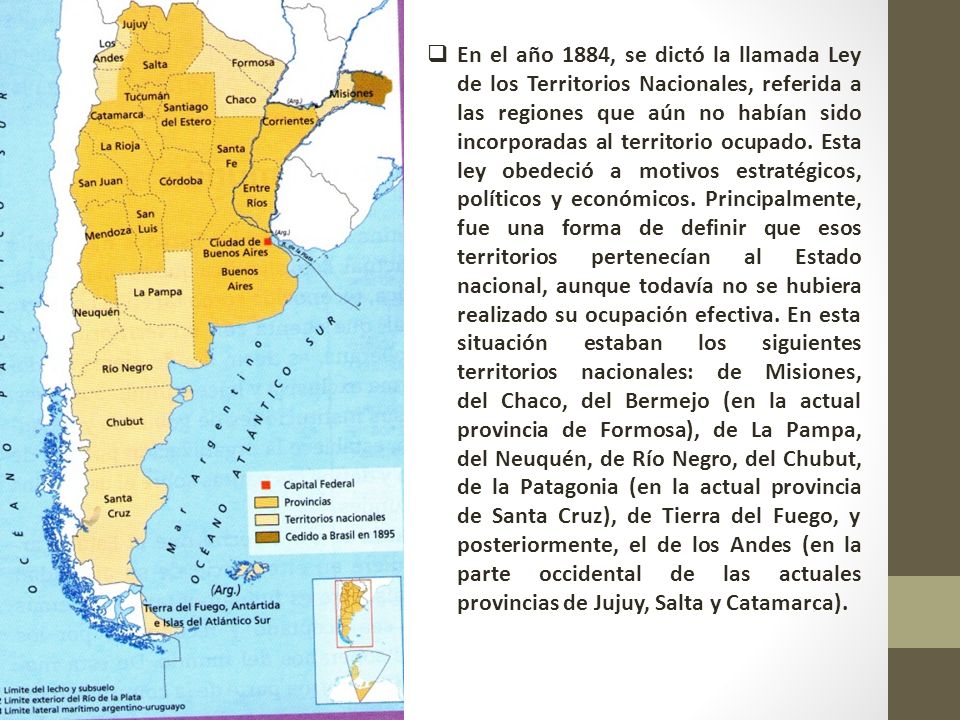 Jujuy
Los
Andes
Salta
Formosa
Tucumán
Chaco
Catamarca
Santiago
del Estero
(Arg.)
Misiones
Corrientes
La Rioja
Santa
Fe
San Juan
Córdoba
Entre
Ríos
San
Luis
Mendoza
(Arg.)
R. de la Plata
Ciudad de
Buenos Aires
Buenos
Aires
La Pampa
Neuquén
Río Negro
Chubut
Santa
Cruz
OCÉANO PACÍFICO SUR
Mar Argentino
OCÉANO ATLÁNTICO SUR
Capital Federal
Provincias
Territorios nacionales
Cedido a Brasil en 1895
(Arg.)
Tierra del Fuego, Antártida
e Islas del Atlántico Sur
Límite del lecho y subsuelo
2 Límite exterior del Río de la Plata
3 Límite lateral marítimo argentino-uruguayo
En el año 1884, se dictó la llamada Ley
de los Territorios Nacionales, referida a
las regiones que aún no habían sido
incorporadas al territorio ocupado. Esta
ley obedeció a motivos estratégicos,
políticos y económicos. Principalmente,
fue una forma de definir que esos
territorios pertenecían al Estado
nacional, aunque todavía no se hubiera
realizado su ocupación efectiva. En esta
situación estaban los siguientes
territorios nacionales: de Misiones,
del Chaco, del Bermejo (en la actual
provincia de Formosa), de La Pampa,
del Neuquén, de Río Negro, del Chubut,
de la Patagonia (en la actual provincia
de Santa Cruz), de Tierra del Fuego, y
posteriormente, el de los Andes (en la
parte occidental de las actuales
provincias de Jujuy, Salta y Catamarca).